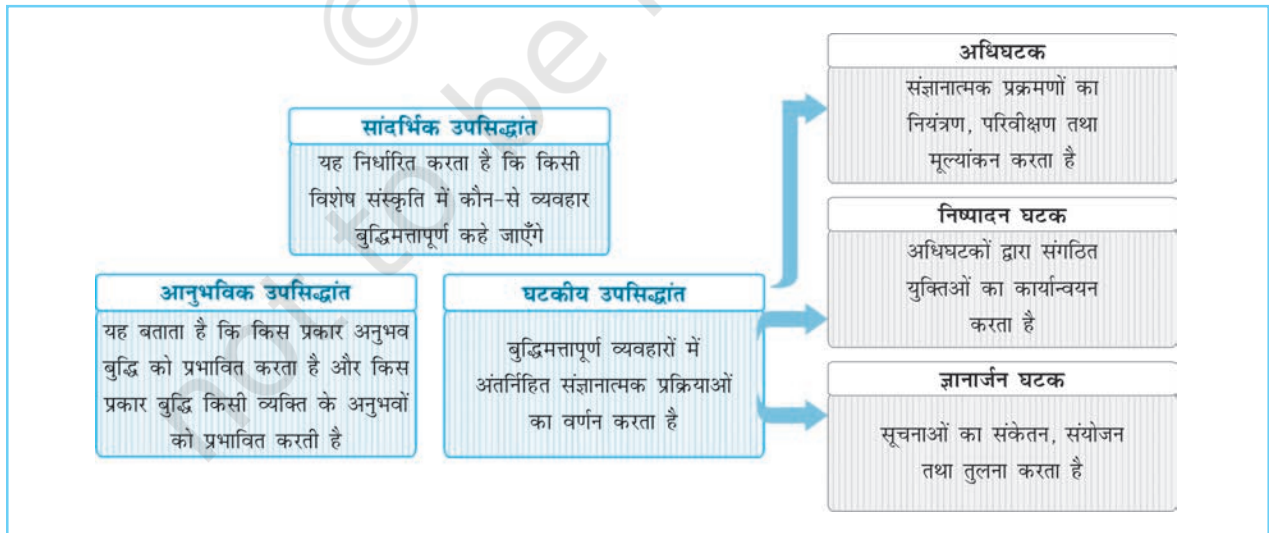 सांदर्भिक उपसिद्धांत
यह निर्धारित करता है कि किसी
विशेष संस्कृति में कौन-से व्यवहार
बुद्धिमत्तापूर्ण कहे जाएँगे
आनुभविक उपसिद्धांत
यह बताता है कि किस प्रकार अनुभव
बुद्धि को प्रभावित करता है और किस
प्रकार बुद्धि किसी व्यक्ति के अनुभवों
को प्रभावित करती है
घटकीय उपसिद्धांत
बुद्धिमत्तापूर्ण व्यवहारों में
अंतर्निहित संज्ञानात्मक प्रक्रियाओं
का वर्णन करता है
अधिघटक
संज्ञानात्मक प्रक्रमणों का
नियंत्रण, परिवीक्षण तथा
मूल्यांकन करता है
निष्पादन घटक
अधिघटकों द्वारा संगठित
युक्तिओं का कार्यान्वयन
करता है
ज्ञानार्जन घटक
सूचनाओं का संकेतन, संयोजन
तथा तुलना करता है
©
not to be